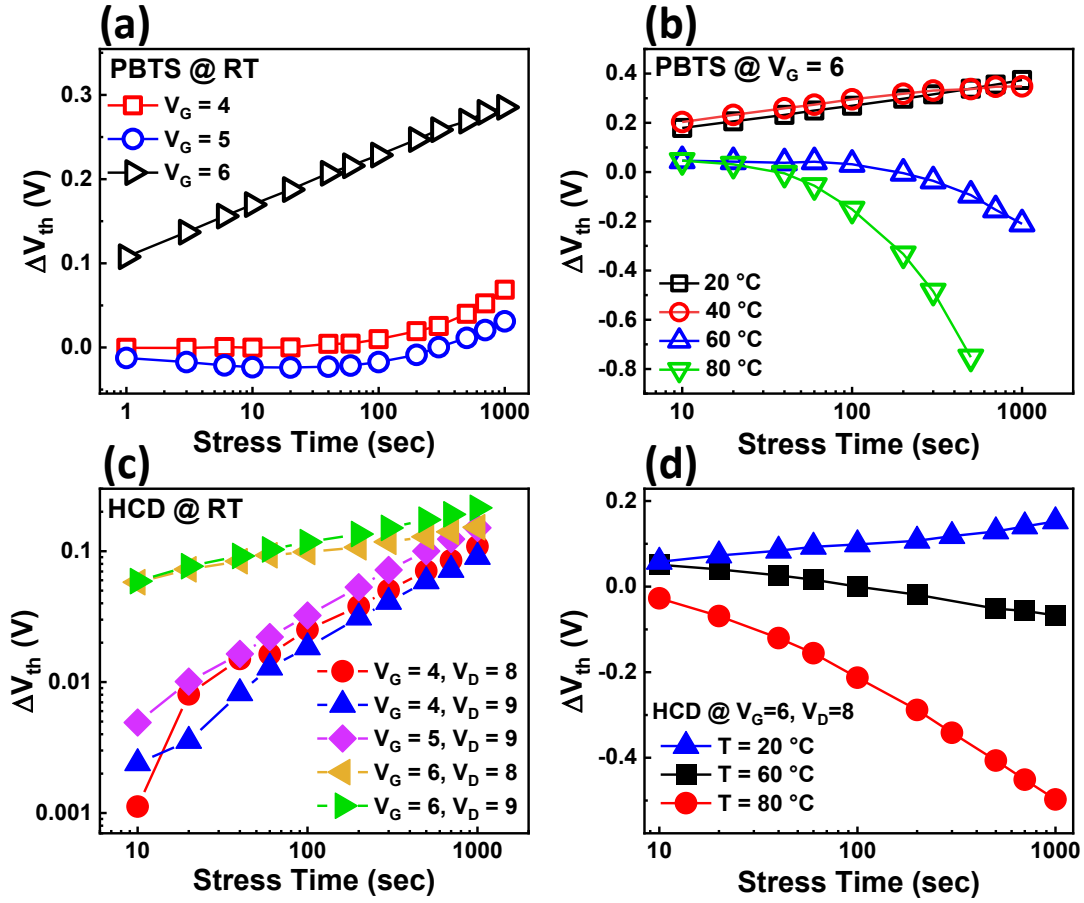 (a)
PBTS @ RT
V_G = 4
V_G = 5
V_G = 6
0.3
0.2
0.1
0.0
ΔV_th (V)
1
10
100
1000
Stress Time (sec)
(b)
PBTS @ V_G = 6
0.4
0.2
0.0
-0.2
-0.4
-0.6
-0.8
ΔV_th (V)
20 °C
40 °C
60 °C
80 °C
10
100
1000
Stress Time (sec)
(c)
HCD @ RT
0.1
0.01
0.001
ΔV_th (V)
V_G = 4, V_D = 8
V_G = 4, V_D = 9
V_G = 5, V_D = 9
V_G = 6, V_D = 8
V_G = 6, V_D = 9
10
100
1000
Stress Time (sec)
(d)
0.2
0.0
-0.2
-0.4
ΔV_th (V)
HCD @ V_G=6, V_D=8
T = 20 °C
T = 60 °C
T = 80 °C
10
100
1000
Stress Time (sec)